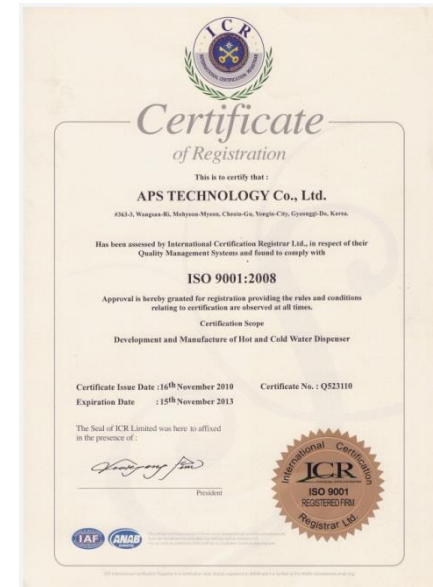 ICR
INTERNATIONAL CERTIFICATION REGISTRAR
Certificate
of Registration
This is to certify that :
APS TECHNOLOGY Co., Ltd.
#363-3, Wangsan-Ri, Mohyeon-Myeon, Cheoin-Gu, Yongin-City, Gyeonggi-Do, Korea.
Has been assessed by International Certification Registrar Ltd., in respect of their
Quality Management Systems and found to comply with
ISO 9001:2008
Approval is hereby granted for registration providing the rules and conditions
relating to certification are observed at all times.
Certification Scope
Development and Manufacture of Hot and Cold Water Dispenser
Certificate Issue Date :16th November 2010
Certificate No. : Q523110
Expiration Date : 15th November 2013
The Seal of ICR Limited was here to affixed
in the presence of :
President
International Certification
ICR
ISO 9001
REGISTERED FIRM
Registrar Ltd.
IAF
ANAB